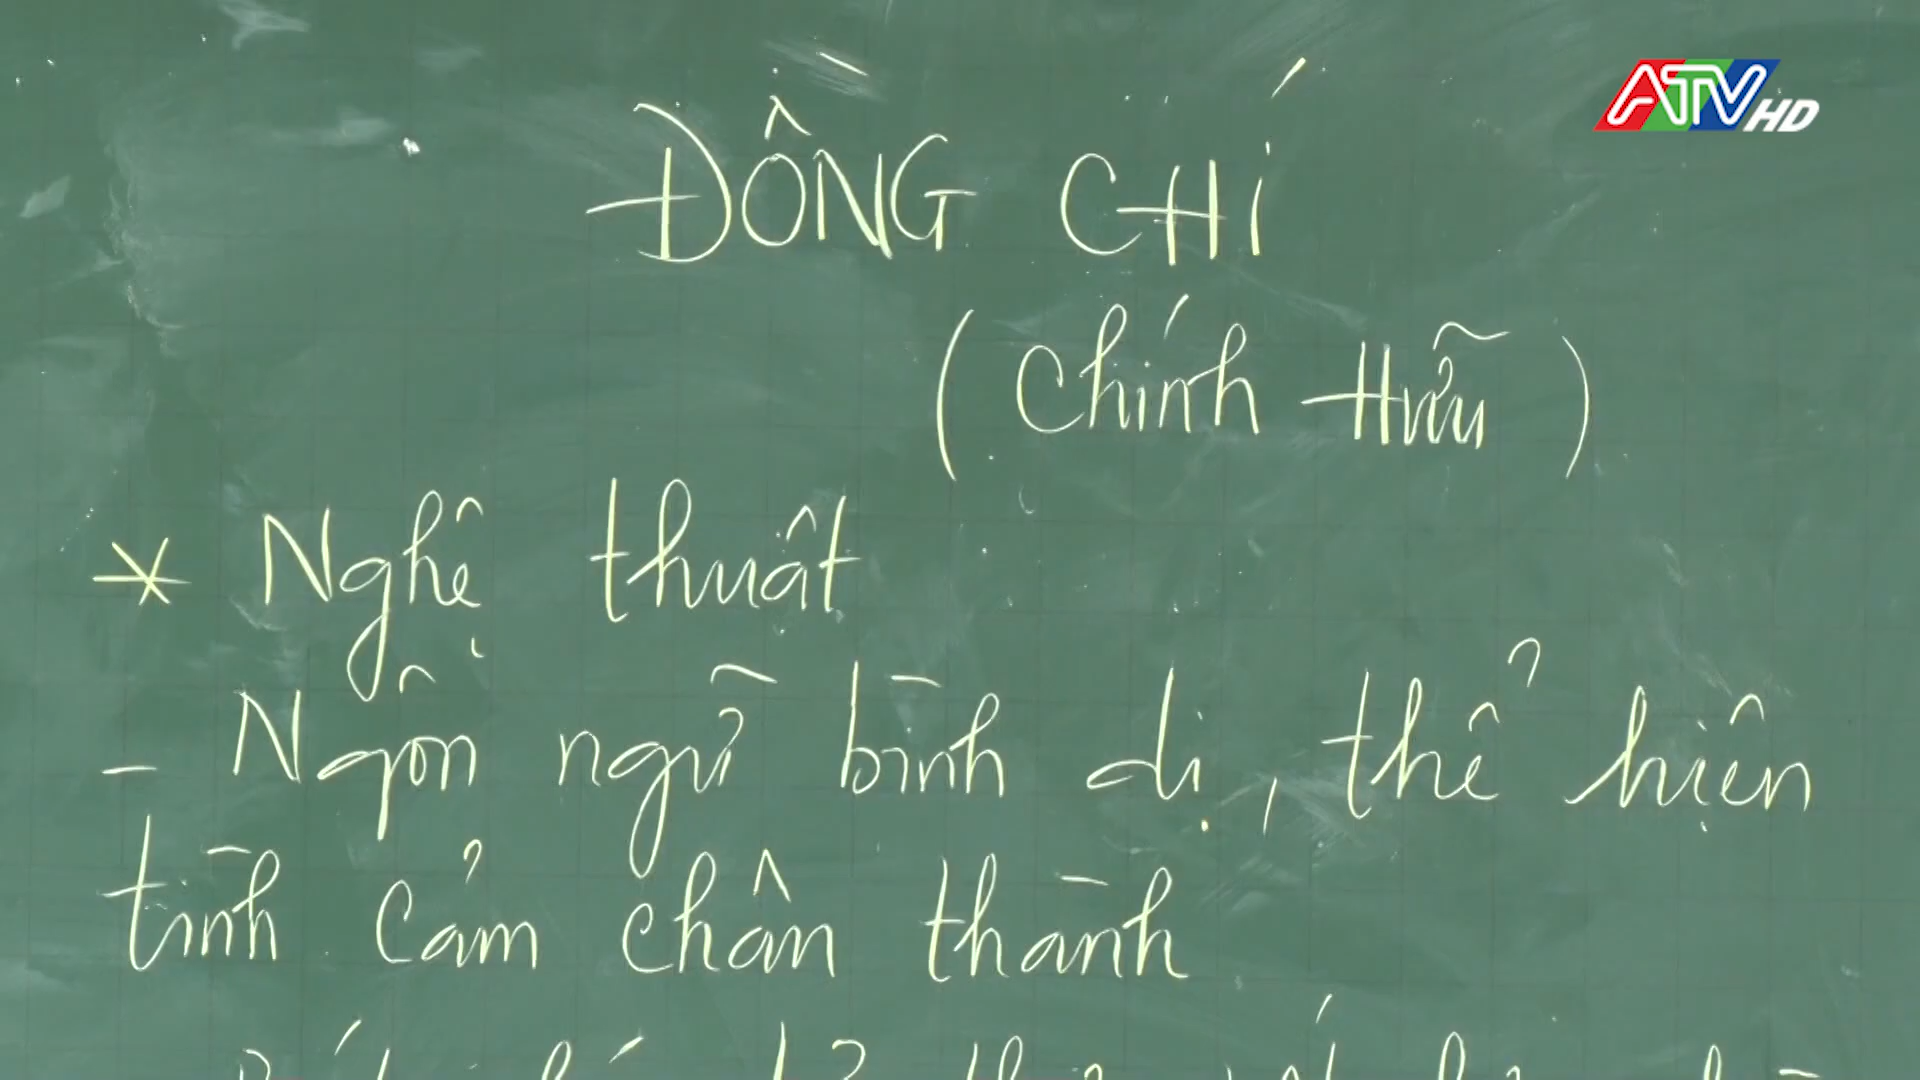 ATV HD
ĐỒNG CHÍ
(Chính Hữu)
* Nghệ thuật
- Ngôn ngữ bình dị, thể hiện
tình cảm chân thành